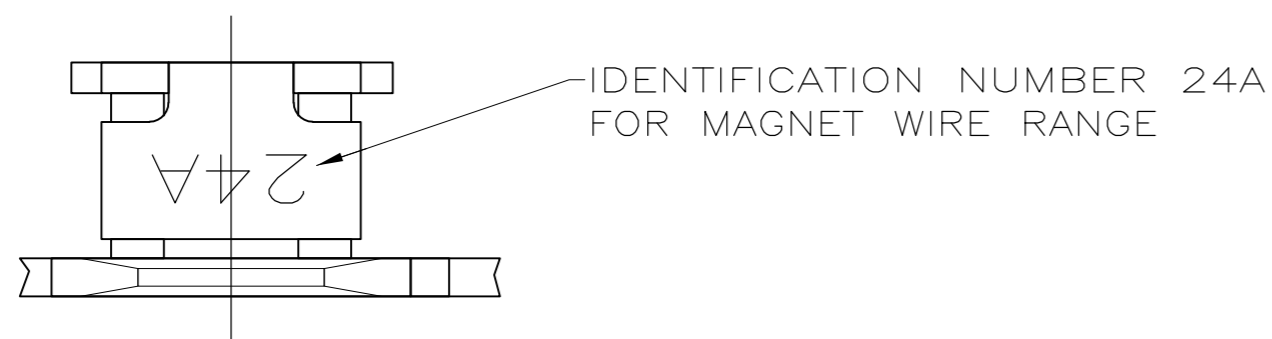 IDENTIFICATION NUMBER 24A
FOR MAGNET WIRE RANGE
24A